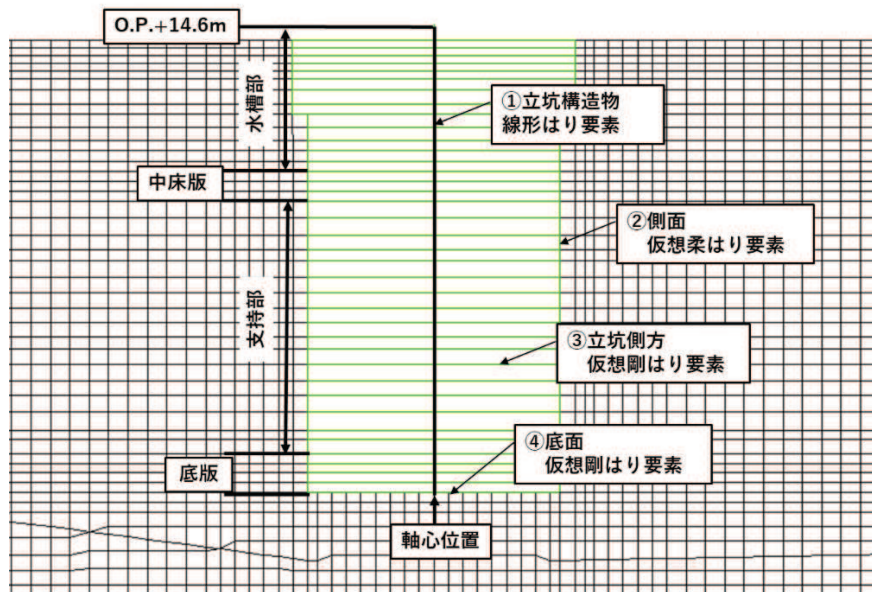 O.P.+14.6m
水槽部
①立坑構造物
線形はり要素
中床版
②側面
仮想柔はり要素
支持部
③立坑側方
仮想剛はり要素
④底面
仮想剛はり要素
底版
軸心位置